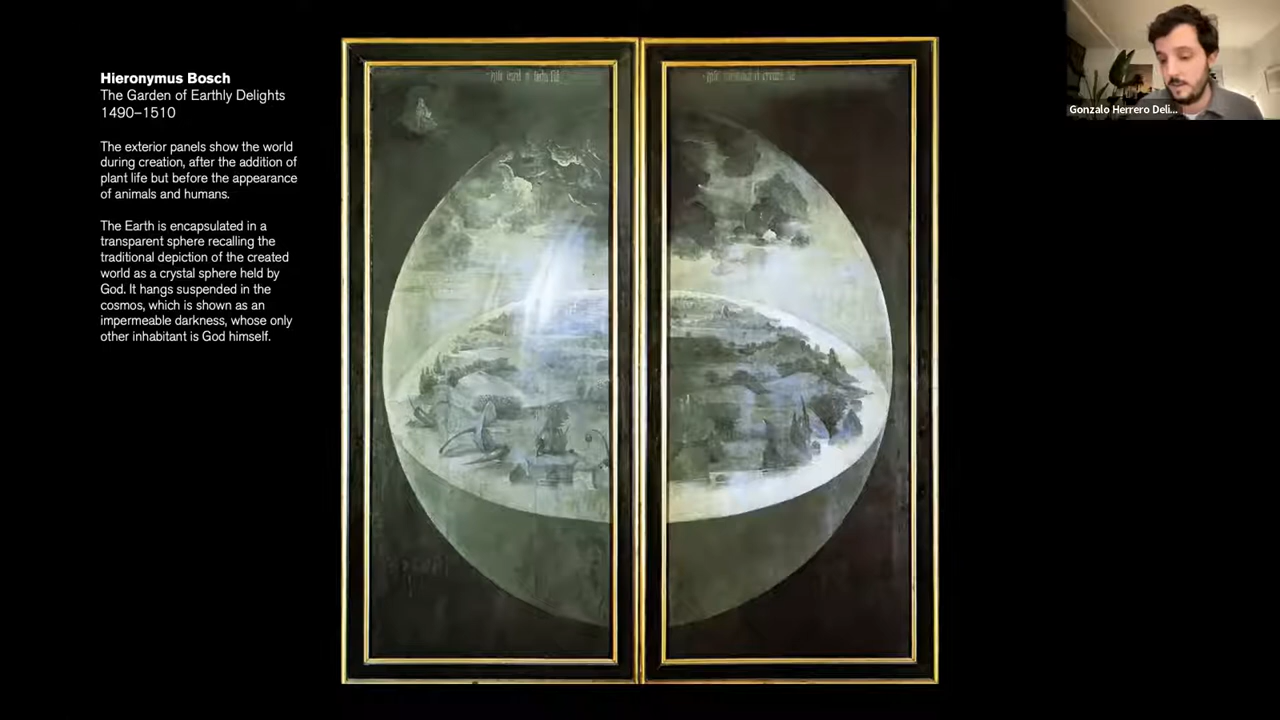 Hieronymus Bosch
The Garden of Earthly Delights
1490–1510
The exterior panels show the world
during creation, after the addition of
plant life but before the appearance
of animals and humans.
The Earth is encapsulated in a
transparent sphere recalling the
traditional depiction of the created
world as a crystal sphere held by
God. It hangs suspended in the
cosmos, which is shown as an
impermeable darkness, whose only
other inhabitant is God himself.
Gonzalo Herrero Deli...